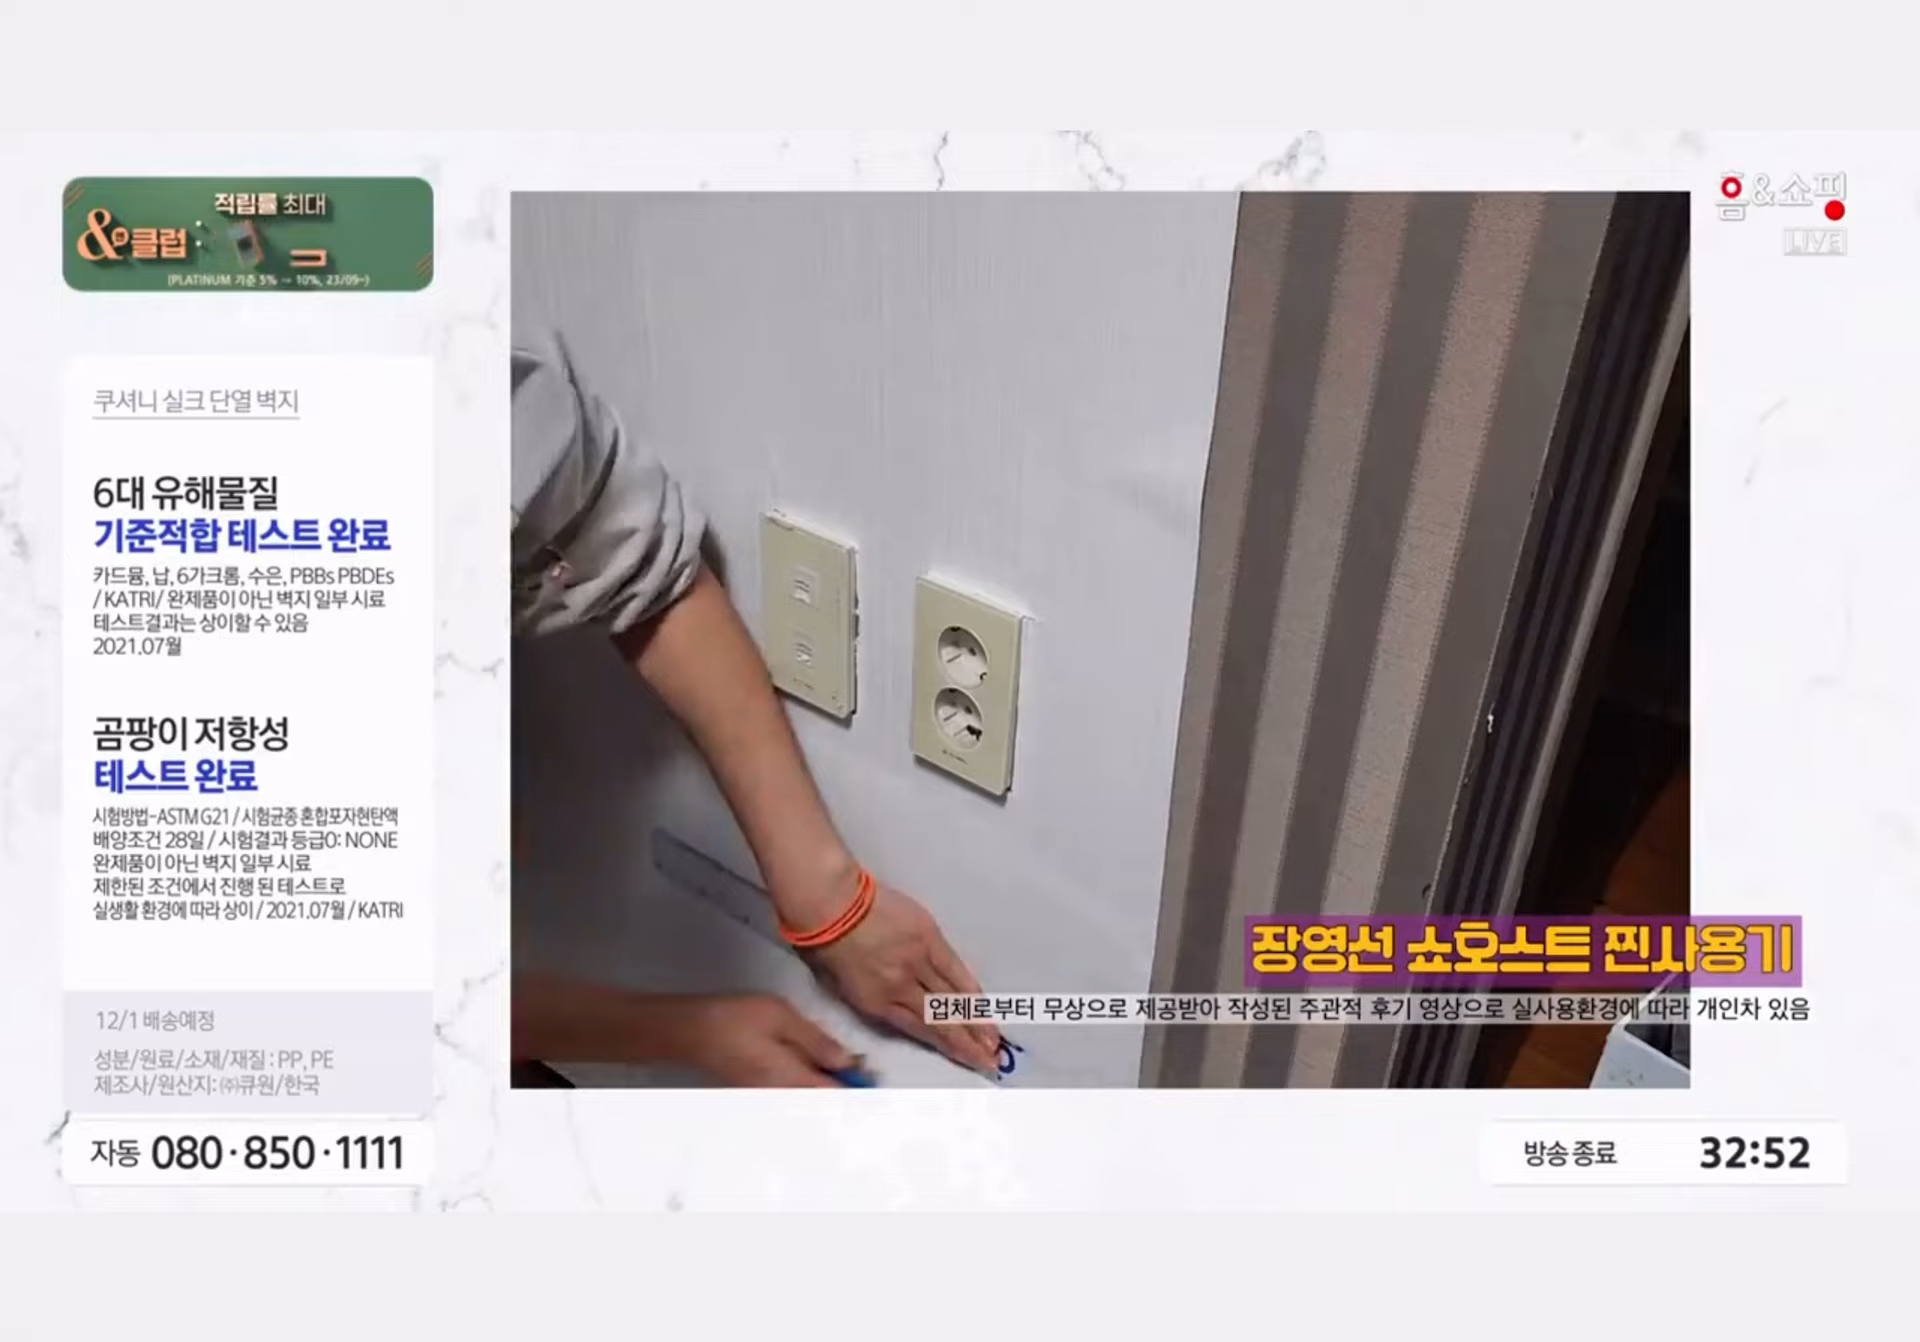 적립률 최대
&클럽
(PLATINUM 기준 5% → 10%, 23/09~)
홈&쇼핑
LIVE
쿠셔니 실크 단열 벽지
6대 유해물질
기준적합 테스트 완료
카드뮴, 납, 6가크롬, 수은, PBBs PBDEs
/ KATRI/ 완제품이 아닌 벽지 일부 시료
테스트결과는 상이할 수 있음
2021.07월
곰팡이 저항성
테스트 완료
시험방법-ASTM G21 / 시험균종 혼합포자현탄액
배양조건 28일 / 시험결과 등급0: NONE
완제품이 아닌 벽지 일부 시료
제한된 조건에서 진행 된 테스트로
실생활 환경에 따라 상이 / 2021.07월 / KATRI
12/1 배송예정
성분/원료/소재/재질 : PP, PE
제조사/원산지: ㈜큐원/한국
자동 080·850·1111
장영선 쇼호스트 찐사용기
업체로부터 무상으로 제공받아 작성된 주관적 후기 영상으로 실사용환경에 따라 개인차 있음
방송 종료 32:52